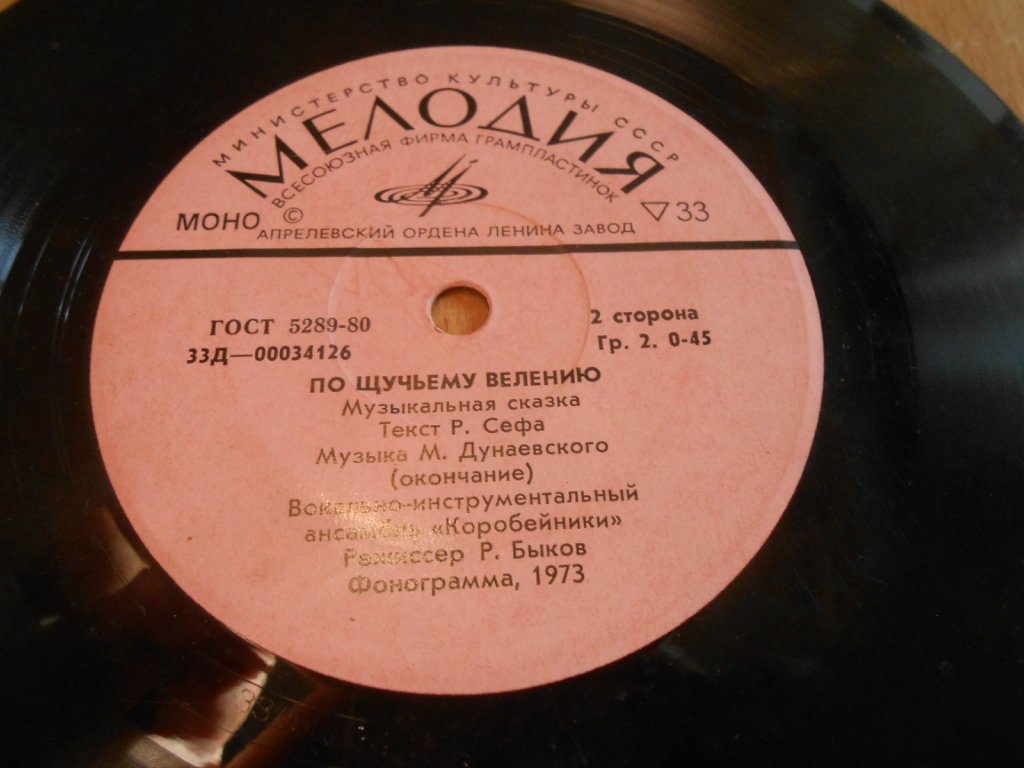 МИНИСТЕРСТВО КУЛЬТУРЫ СССР
МЕЛОДИЯ
ВСЕСОЮЗНАЯ ФИРМА ГРАМПЛАСТИНОК
МОНО © ▽ 33
АПРЕЛЕВСКИЙ ОРДЕНА ЛЕНИНА ЗАВОД
ГОСТ 5289-80 2 сторона
33Д—00034126 Гр. 2. 0-45
ПО ЩУЧЬЕМУ ВЕЛЕНИЮ
Музыкальная сказка
Текст Р. Сефа
Музыка М. Дунаевского
(окончание)
Вокально-инструментальный
ансамбль «Коробейники»
Режиссер Р. Быков
Фонограмма, 1973